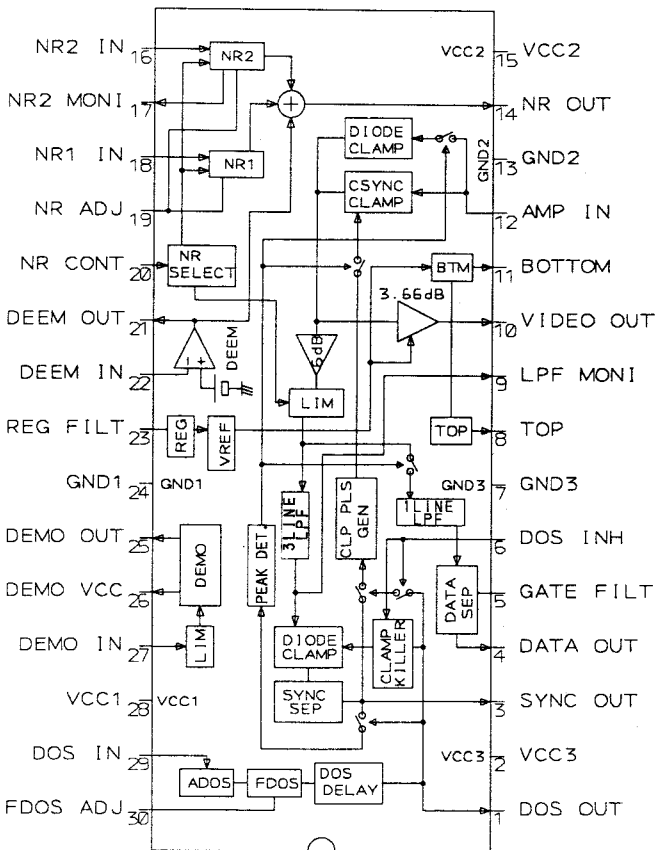 NR2 IN
16
NR2
VCC2
15
VCC2
NR2 MONI
17
+
14
NR OUT
NR1 IN
18
NR1
DIODE
CLAMP
GND2
13
GND2
NR ADJ
19
CSYNC
CLAMP
12
AMP IN
NR CONT
20
NR
SELECT
BTM
11
BOTTOM
3.66dB
DEEM OUT
21
DEEM
6dB
10
VIDEO OUT
DEEM IN
22
- +
LIM
9
LPF MONI
REG FILT
23
REG
VREF
TOP
8
TOP
GND1
24
GND1
GND3
7
GND3
PEAK DET.
3LINE
LPF
CLP PLS
GEN
1LINE
LPF
DEMO OUT
25
DEMO
6
DOS INH
DEMO VCC
26
DATA
SEP
5
GATE FILT
DEMO IN
27
LIM
DIODE
CLAMP
CLAMP
KILLER
4
DATA OUT
VCC1
28
VCC1
SYNC
SEP
3
SYNC OUT
DOS IN
29
VCC3
2
VCC3
ADOS
FDOS
DOS
DELAY
FDOS ADJ
30
1
DOS OUT